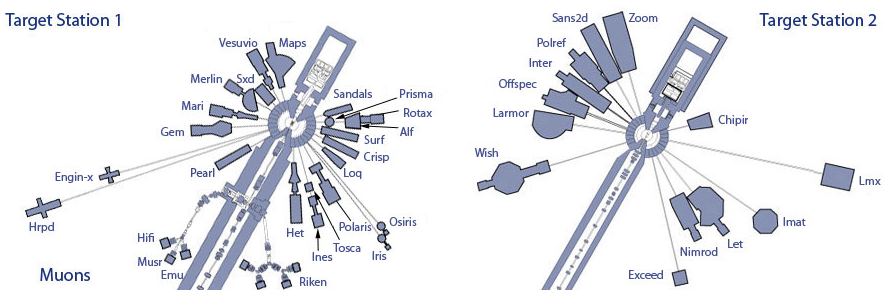 Target Station 1
Vesuvio
Maps
Merlin
Sxd
Sandals
Prisma
Mari
Rotax
Gem
Alf
Surf
Crisp
Pearl
Loq
Engin-x
Hrpd
Hifi
Musr
Emu
Muons
Het
Ines
Tosca
Polaris
Osiris
Iris
Riken
Target Station 2
Sans2d
Zoom
Polref
Inter
Offspec
Larmor
Chipir
Wish
Lmx
Imat
Let
Nimrod
Exceed